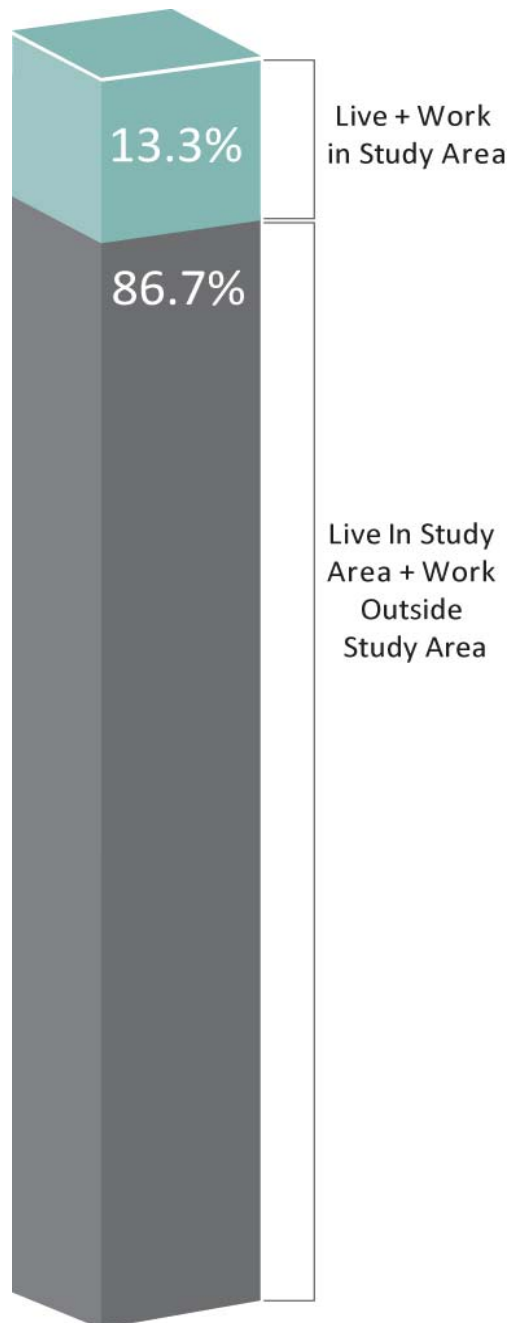 13.3%
Live + Work
in Study Area
86.7%
Live In Study
Area + Work
Outside
Study Area